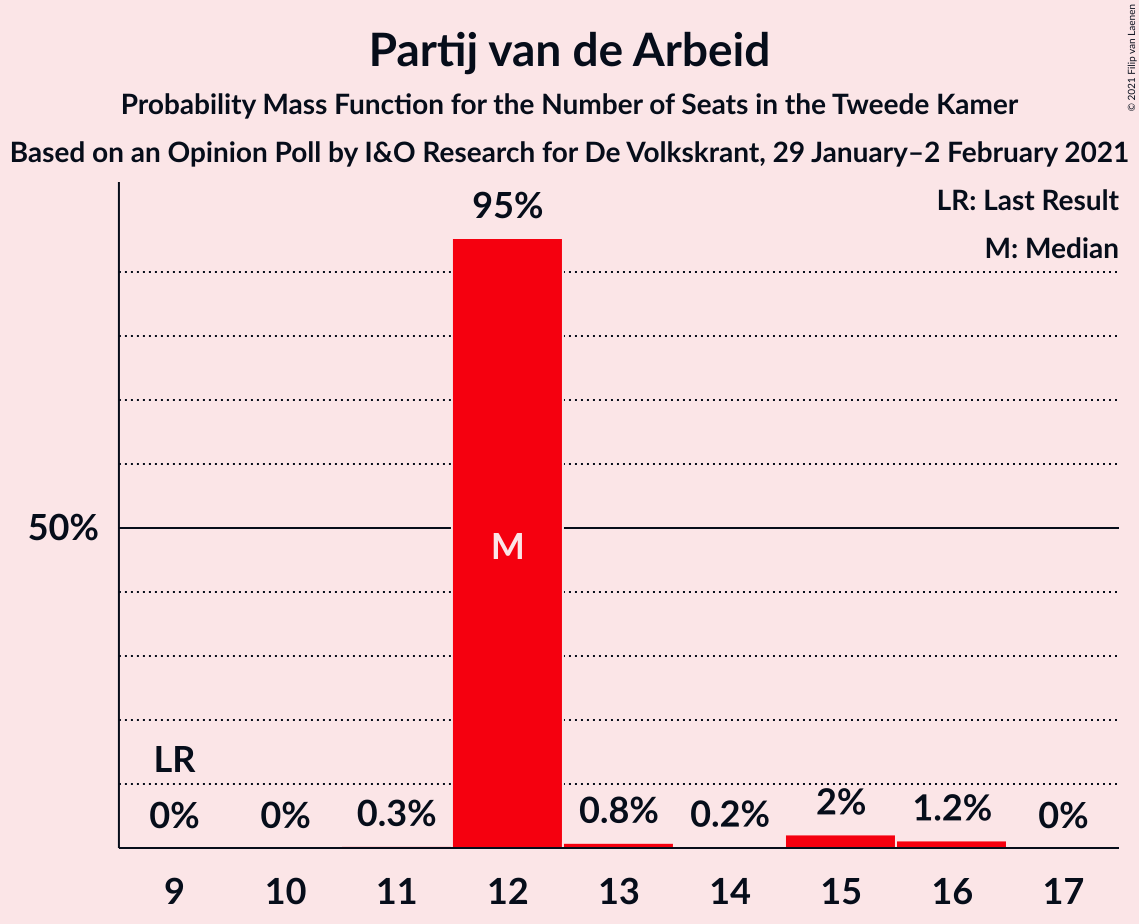 Partij van de Arbeid
Probability Mass Function for the Number of Seats in the Tweede Kamer
Based on an Opinion Poll by I&O Research for De Volkskrant, 29 January–2 February 2021
© 2021 Filip van Laenen
LR: Last Result
M: Median
95%
50%
M
LR
0% 0% 0.3% 0.8% 0.2% 2% 1.2% 0%
9 10 11 12 13 14 15 16 17